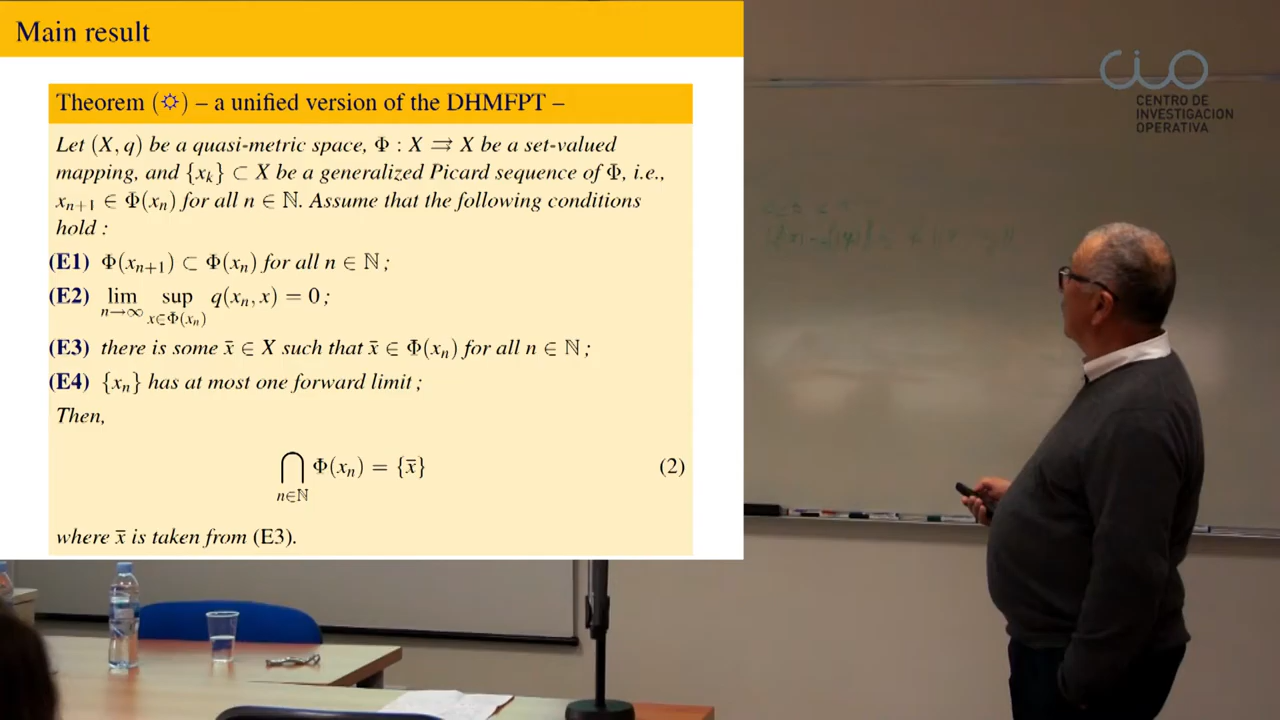 Main result
Theorem (☼) – a unified version of the DHMFPT –
Let (X, q) be a quasi-metric space, Φ : X ⇉ X be a set-valued
mapping, and {x_k} ⊂ X be a generalized Picard sequence of Φ, i.e.,
x_{n+1} ∈ Φ(x_n) for all n ∈ ℕ. Assume that the following conditions
hold :
(E1) Φ(x_{n+1}) ⊂ Φ(x_n) for all n ∈ ℕ ;
(E2) lim_{n→∞} sup_{x∈Φ(x_n)} q(x_n, x) = 0 ;
(E3) there is some x̄ ∈ X such that x̄ ∈ Φ(x_n) for all n ∈ ℕ ;
(E4) {x_n} has at most one forward limit ;
Then,
⋂_{n∈ℕ} Φ(x_n) = {x̄} (2)
where x̄ is taken from (E3).
CIO
CENTRO DE
INVESTIGACION
OPERATIVA